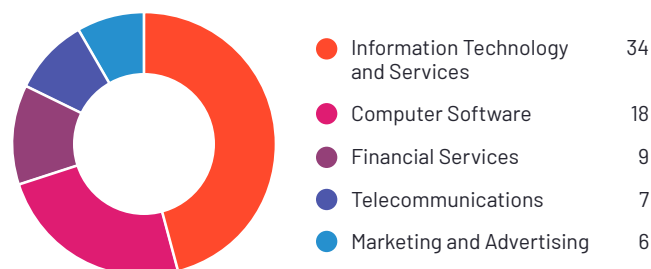 Information Technology 34
and Services
Computer Software 18
Financial Services 9
Telecommunications 7
Marketing and Advertising 6